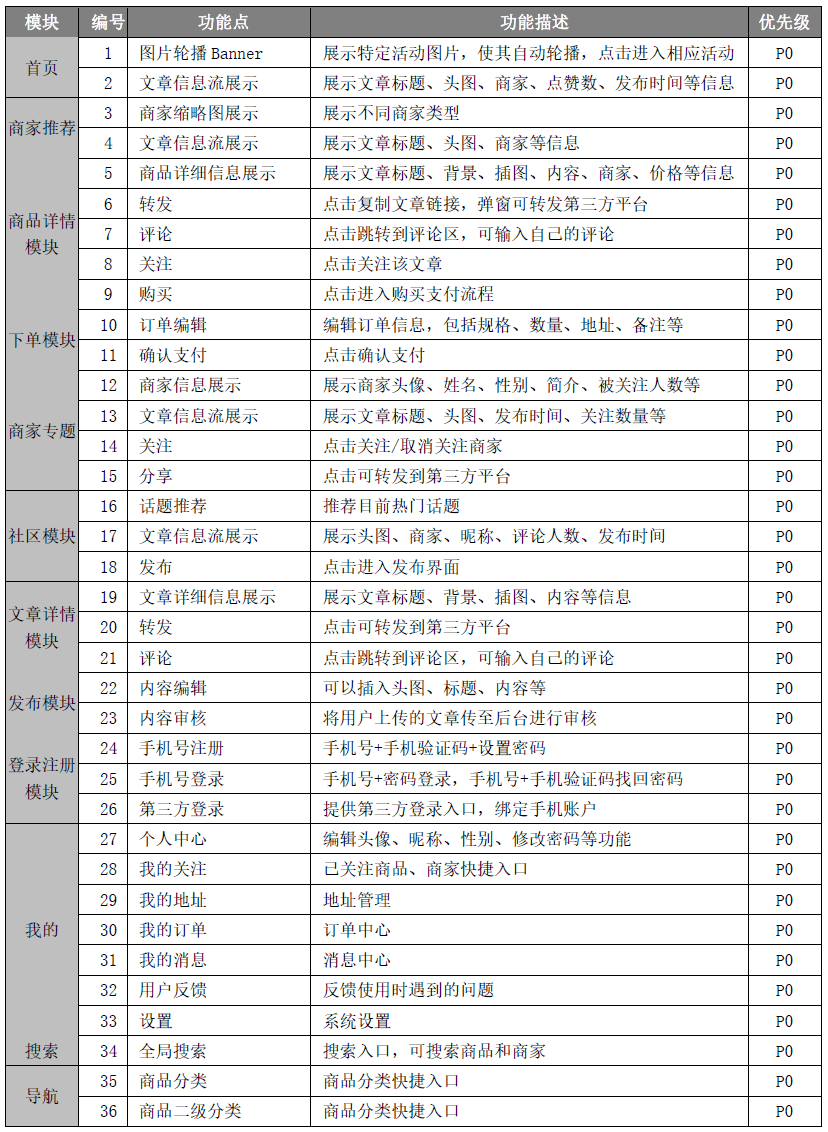 模块 编号 功能点 功能描述 优先级
首页 1 图片轮播 Banner 展示特定活动图片，使其自动轮播，点击进入相应活动 P0
2 文章信息流展示 展示文章标题、头图、商家、点赞数、发布时间等信息 P0
商家推荐 3 商家缩略图展示 展示不同商家类型 P0
4 文章信息流展示 展示文章标题、头图、商家等信息 P0
商品详情模块 5 商品详细信息展示 展示文章标题、背景、插图、内容、商家、价格等信息 P0
6 转发 点击复制文章链接，弹窗可转发第三方平台 P0
7 评论 点击跳转到评论区，可输入自己的评论 P0
8 关注 点击关注该文章 P0
9 购买 点击进入购买支付流程 P0
下单模块 10 订单编辑 编辑订单信息，包括规格、数量、地址、备注等 P0
11 确认支付 点击确认支付 P0
商家专题 12 商家信息展示 展示商家头像、姓名、性别、简介、被关注人数等 P0
13 文章信息流展示 展示文章标题、头图、发布时间、关注数量等 P0
14 关注 点击关注/取消关注商家 P0
15 分享 点击可转发到第三方平台 P0
社区模块 16 话题推荐 推荐目前热门话题 P0
17 文章信息流展示 展示头图、商家、昵称、评论人数、发布时间 P0
18 发布 点击进入发布界面 P0
文章详情模块 19 文章详细信息展示 展示文章标题、背景、插图、内容等信息 P0
20 转发 点击可转发到第三方平台 P0
21 评论 点击跳转到评论区，可输入自己的评论 P0
发布模块 22 内容编辑 可以插入头图、标题、内容等 P0
23 内容审核 将用户上传的文章传至后台进行审核 P0
登录注册模块 24 手机号注册 手机号+手机验证码+设置密码 P0
25 手机号登录 手机号+密码登录，手机号+手机验证码找回密码 P0
26 第三方登录 提供第三方登录入口，绑定手机账户 P0
我的 27 个人中心 编辑头像、昵称、性别、修改密码等功能 P0
28 我的关注 已关注商品、商家快捷入口 P0
29 我的地址 地址管理 P0
30 我的订单 订单中心 P0
31 我的消息 消息中心 P0
32 用户反馈 反馈使用时遇到的问题 P0
33 设置 系统设置 P0
搜索 34 全局搜索 搜索入口，可搜索商品和商家 P0
导航 35 商品分类 商品分类快捷入口 P0
36 商品二级分类 商品分类快捷入口 P0